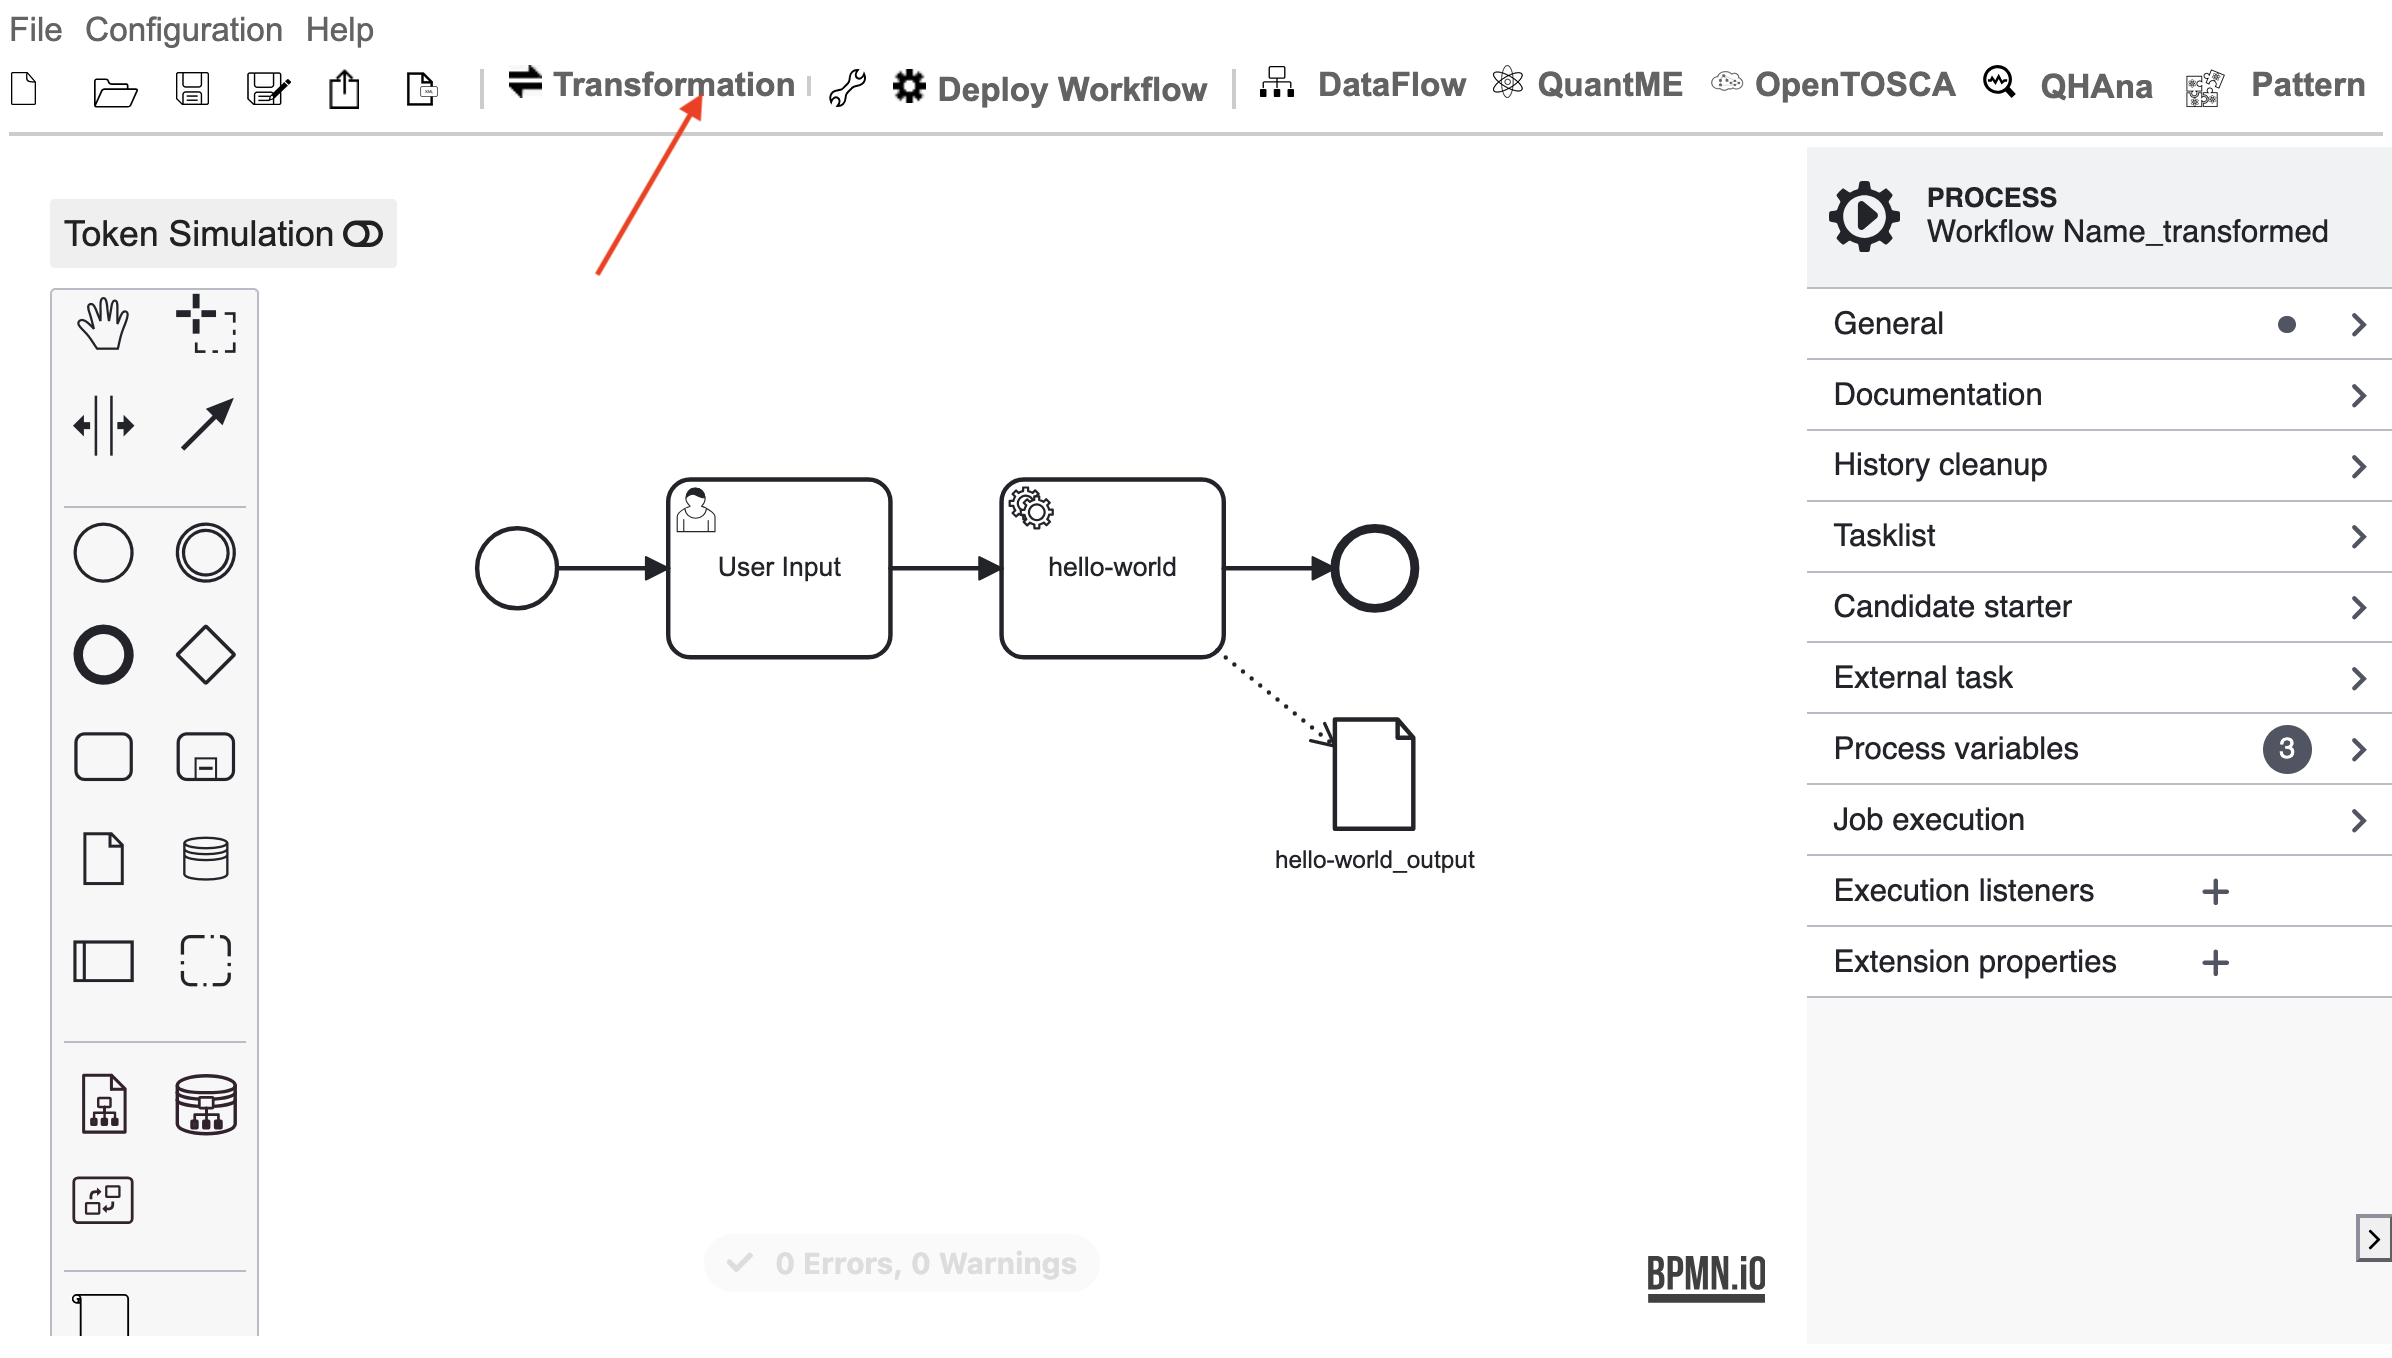 File Configuration Help
Transformation Deploy Workflow DataFlow QuantME OpenTOSCA QHAna Pattern
Token Simulation
PROCESS
Workflow Name_transformed
General
Documentation
History cleanup
Tasklist
Candidate starter
External task
Process variables 3
Job execution
Execution listeners
Extension properties
User Input
hello-world
hello-world_output
0 Errors, 0 Warnings
BPMN.iO